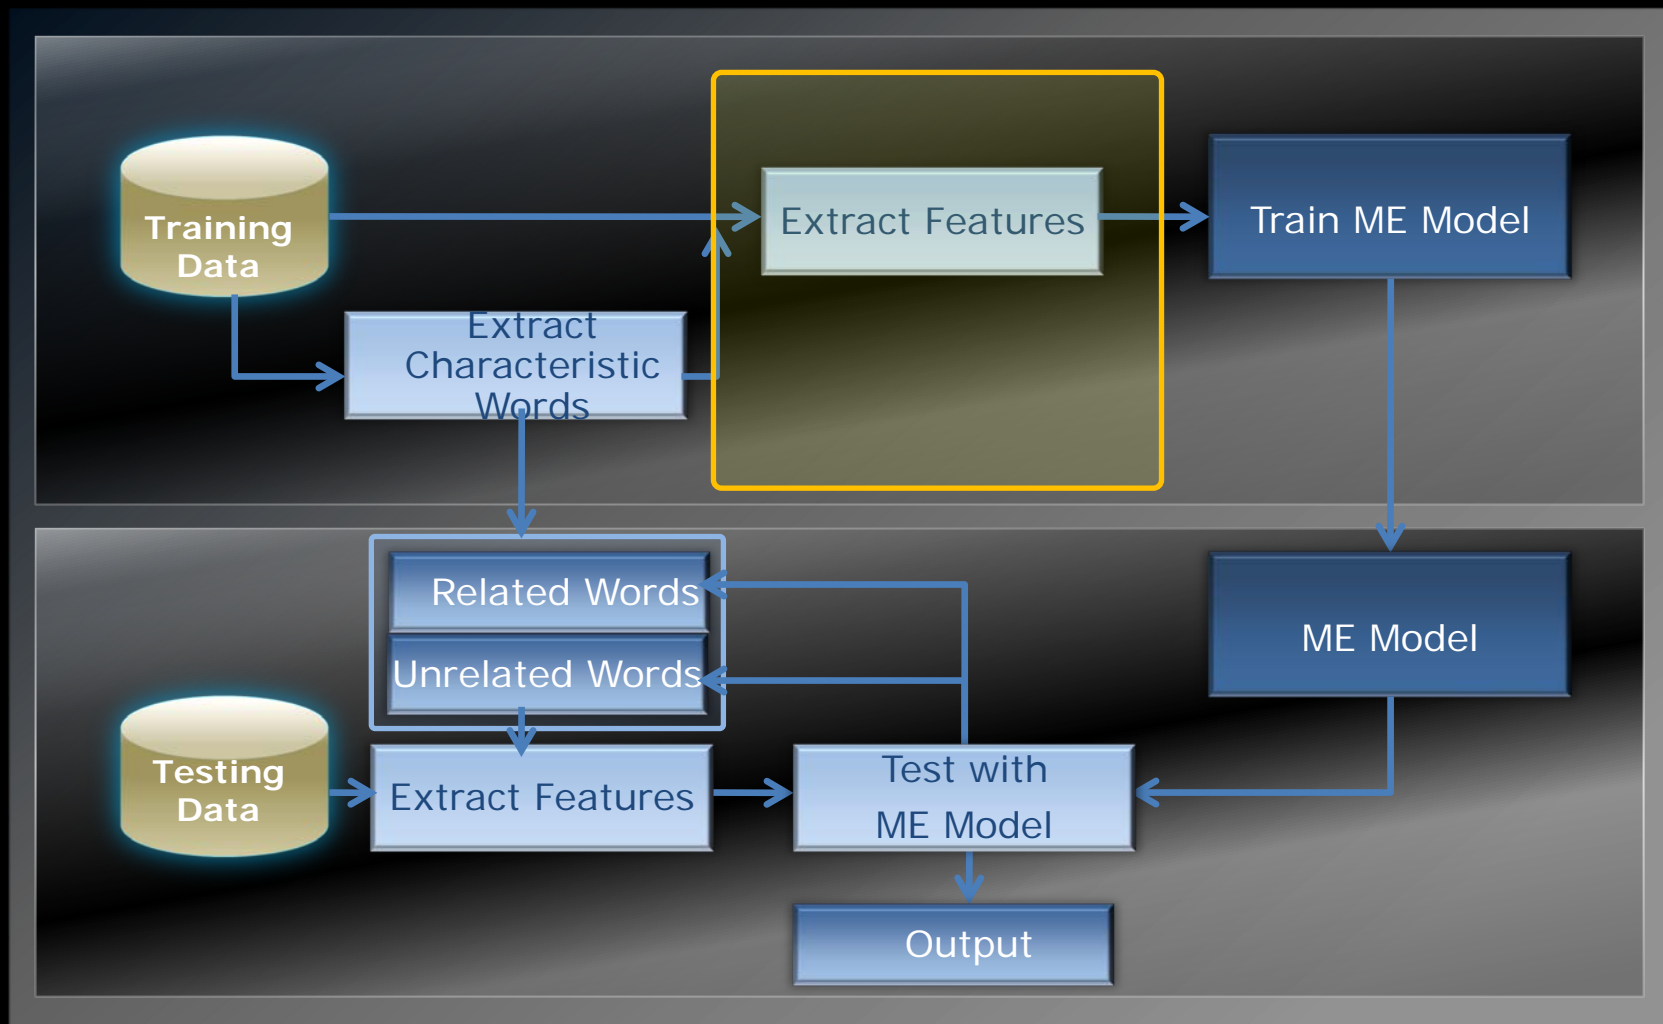 Training
Data
Extract Features
Train ME Model
Extract
Characteristic
Words
Related Words
Unrelated Words
ME Model
Testing
Data
Extract Features
Test with
ME Model
Output